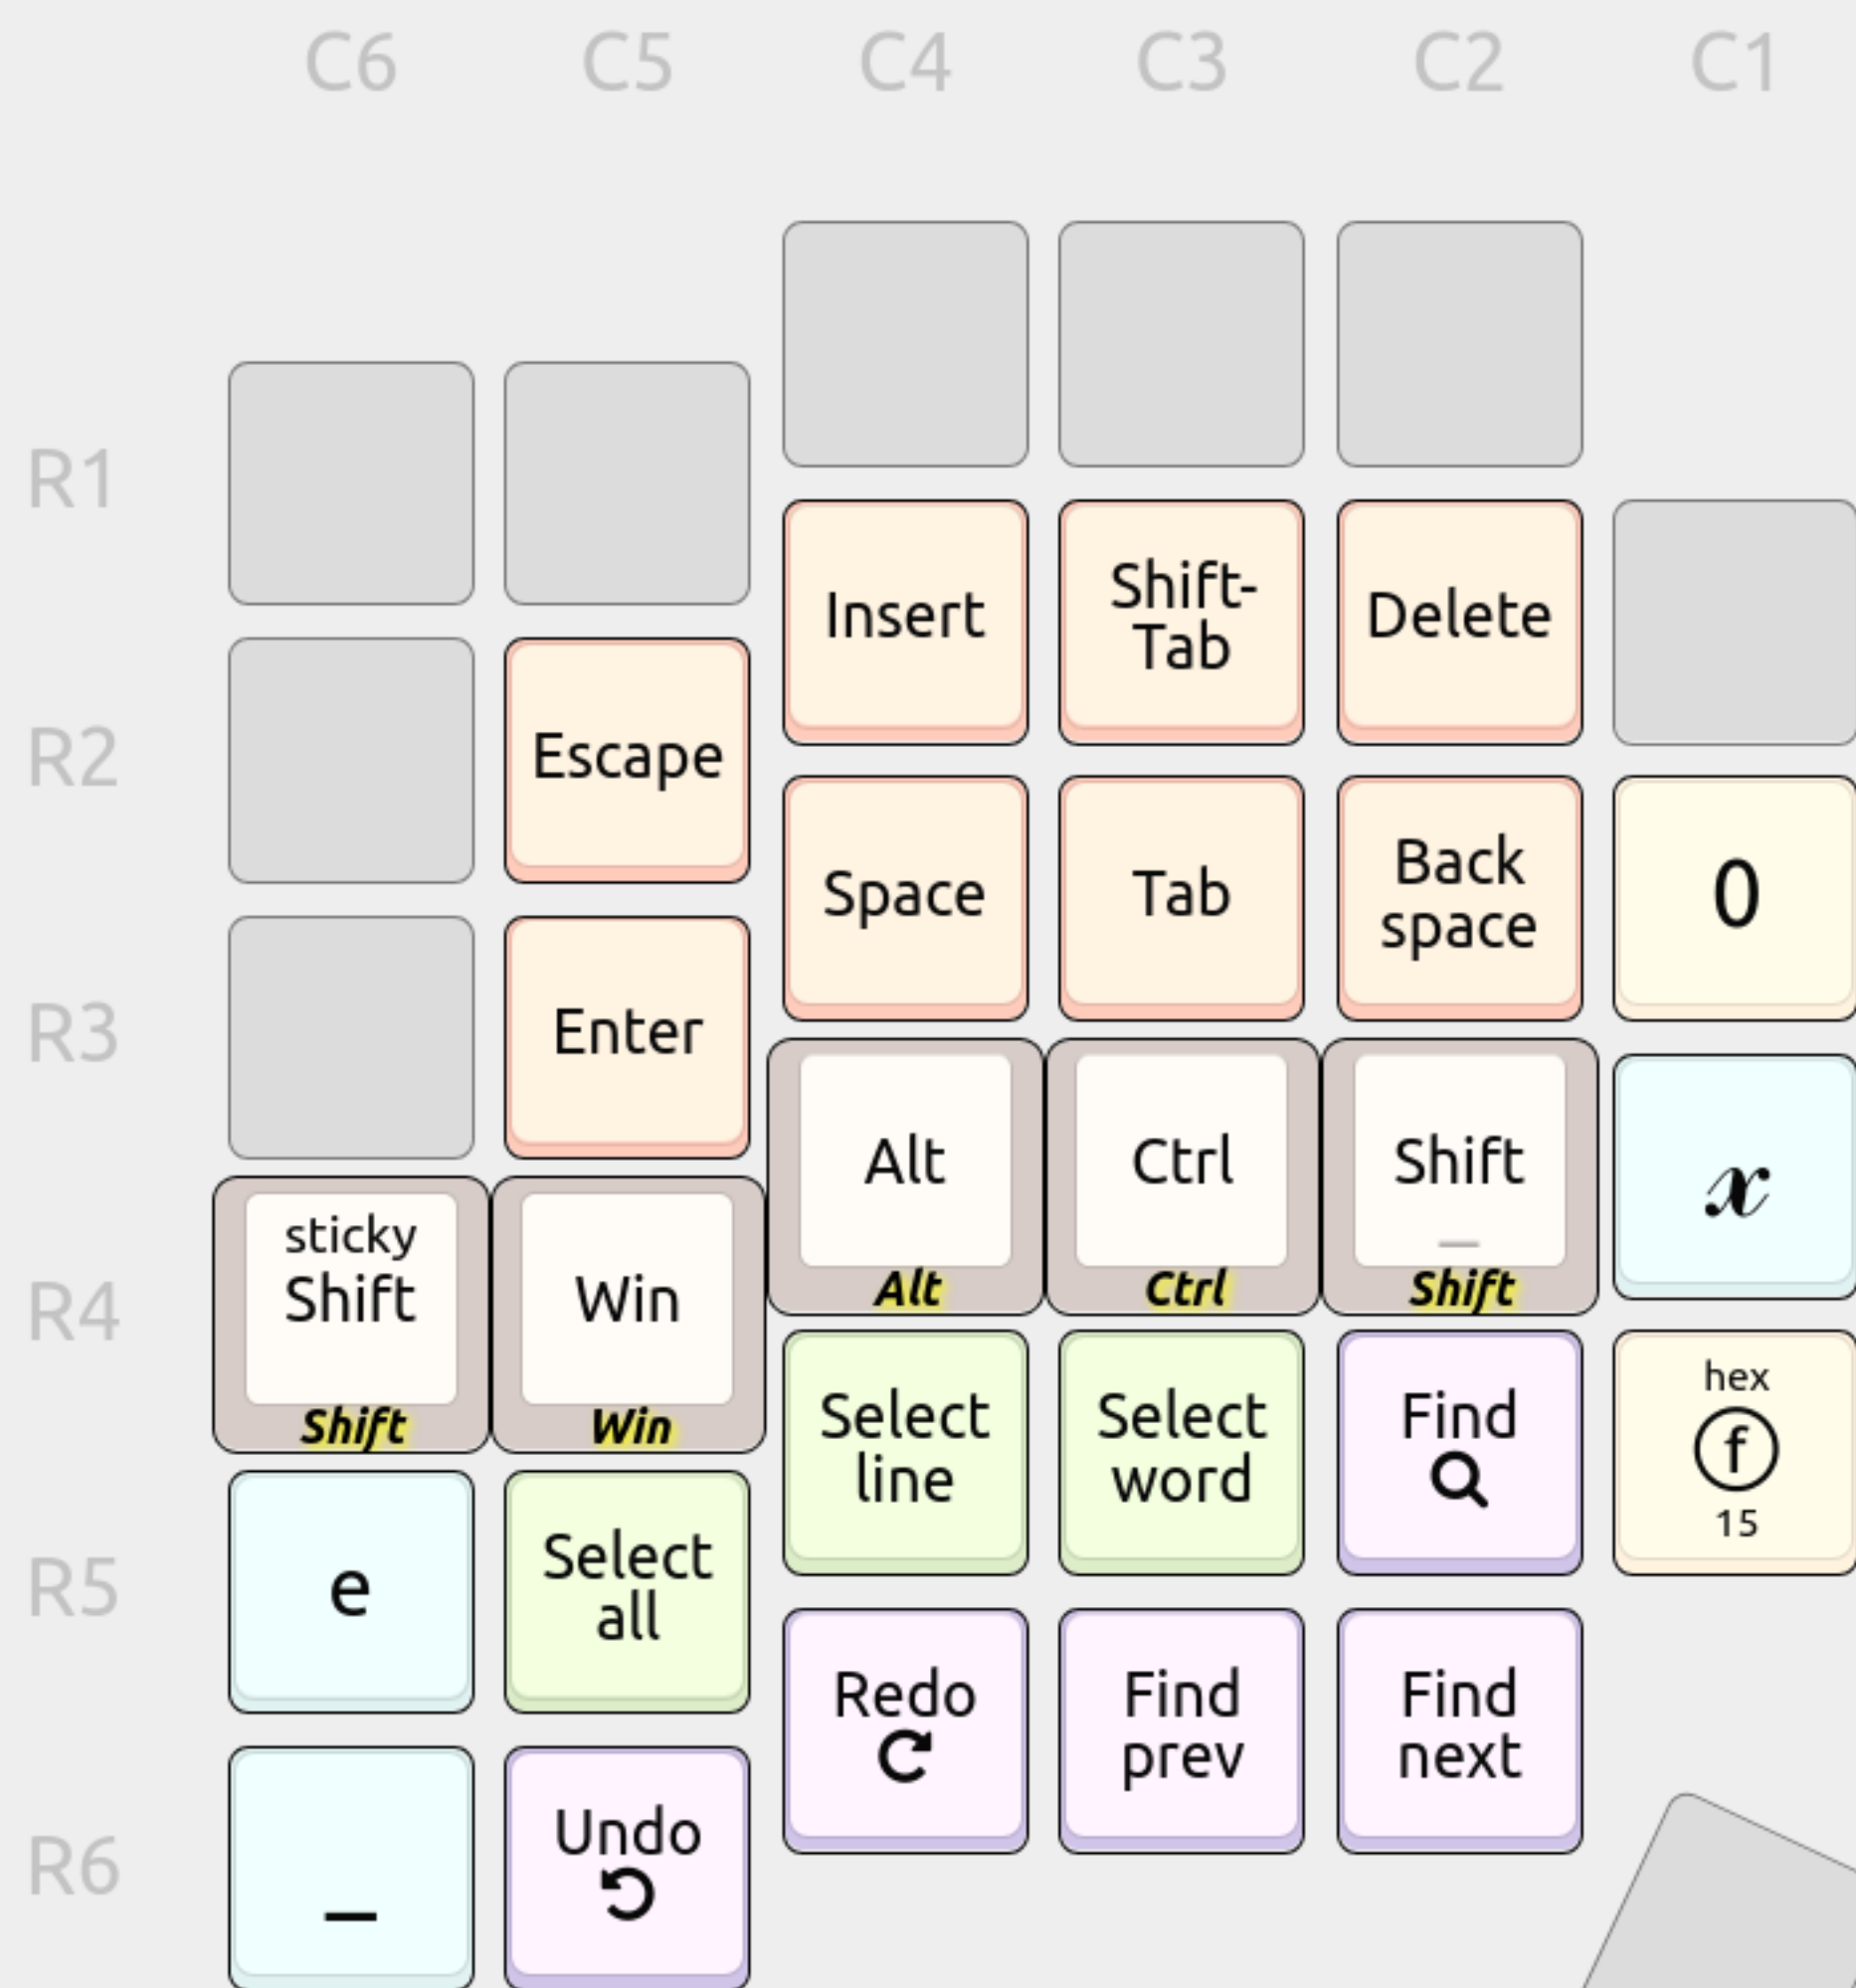 C6 C5 C4 C3 C2 C1
R1
Insert
Shift-
Tab
Delete
R2
Escape
Space
Tab
Back
space
0
R3
Enter
Alt
Alt
Ctrl
Ctrl
Shift
_
Shift
x
R4
sticky
Shift
Shift
Win
Win
Select
line
Select
word
Find
hex
f
15
R5
e
Select
all
Redo
Find
prev
Find
next
R6
_
Undo